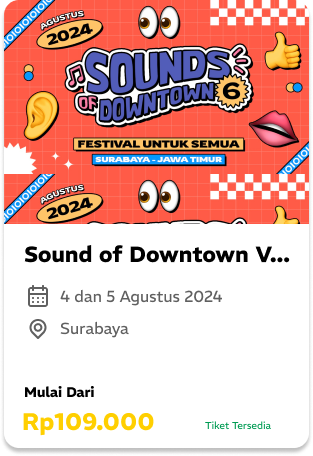 AGUSTUS
2024
SOUNDS
OF DOWNTOWN 6
FESTIVAL UNTUK SEMUA
SURABAYA - JAWA TIMUR
AGUSTUS
2024
Sound of Downtown V...
4 dan 5 Agustus 2024
Surabaya
Mulai Dari
Rp109.000
Tiket Tersedia